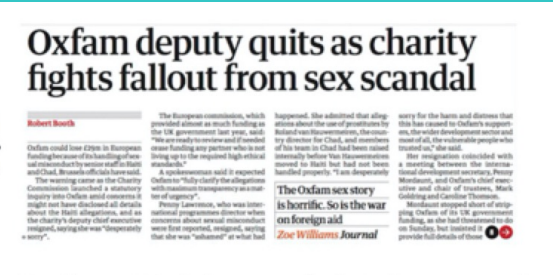 Oxfam deputy quits as charity
fights fallout from sex scandal
Robert Booth
Oxfam could lose £29m in European
funding because of its handling of sex-
ual misconduct by senior staff in Haiti
and Chad, Brussels officials have said.
The warning came as the Charity
Commission launched a statutory
inquiry into Oxfam amid concerns it
might not have disclosed all details
about the Haiti allegations, and as
the charity's deputy chief executive
resigned, saying she was "desperately
sorry".
The European commission, which
provided almost as much funding as
the UK government last year, said:
"We are ready to review and if needed
cease funding any partner who is not
living up to the required high ethical
standards."
A spokeswoman said it expected
Oxfam to "fully clarify the allegations
with maximum transparency as a mat-
ter of urgency".
Penny Lawrence, who was inter-
national programmes director when
concerns about sexual misconduct
were first reported, resigned, saying
that she was "ashamed" at what had
happened. She admitted that alleg-
ations about the use of prostitutes by
Roland van Hauwermeiren, the coun-
try director for Chad, and members
of his team in Chad had been raised
internally before Van Hauwermeiren
moved to Haiti but had not been
handled properly. "I am desperately
The Oxfam sex story
is horrific. So is the war
on foreign aid
Zoe Williams Journal
sorry for the harm and distress that
this has caused to Oxfam's support-
ers, the wider development sector and
most of all, the vulnerable people who
trusted us," she said.
Her resignation coincided with
a meeting between the interna-
tional development secretary, Penny
Mordaunt, and Oxfam's chief exec-
utive and chair of trustees, Mark
Goldring and Caroline Thomson.
Mordaunt stopped short of strip-
ping Oxfam of its UK government
funding, as she had threatened to do
on Sunday, but insisted it
provide full details of those